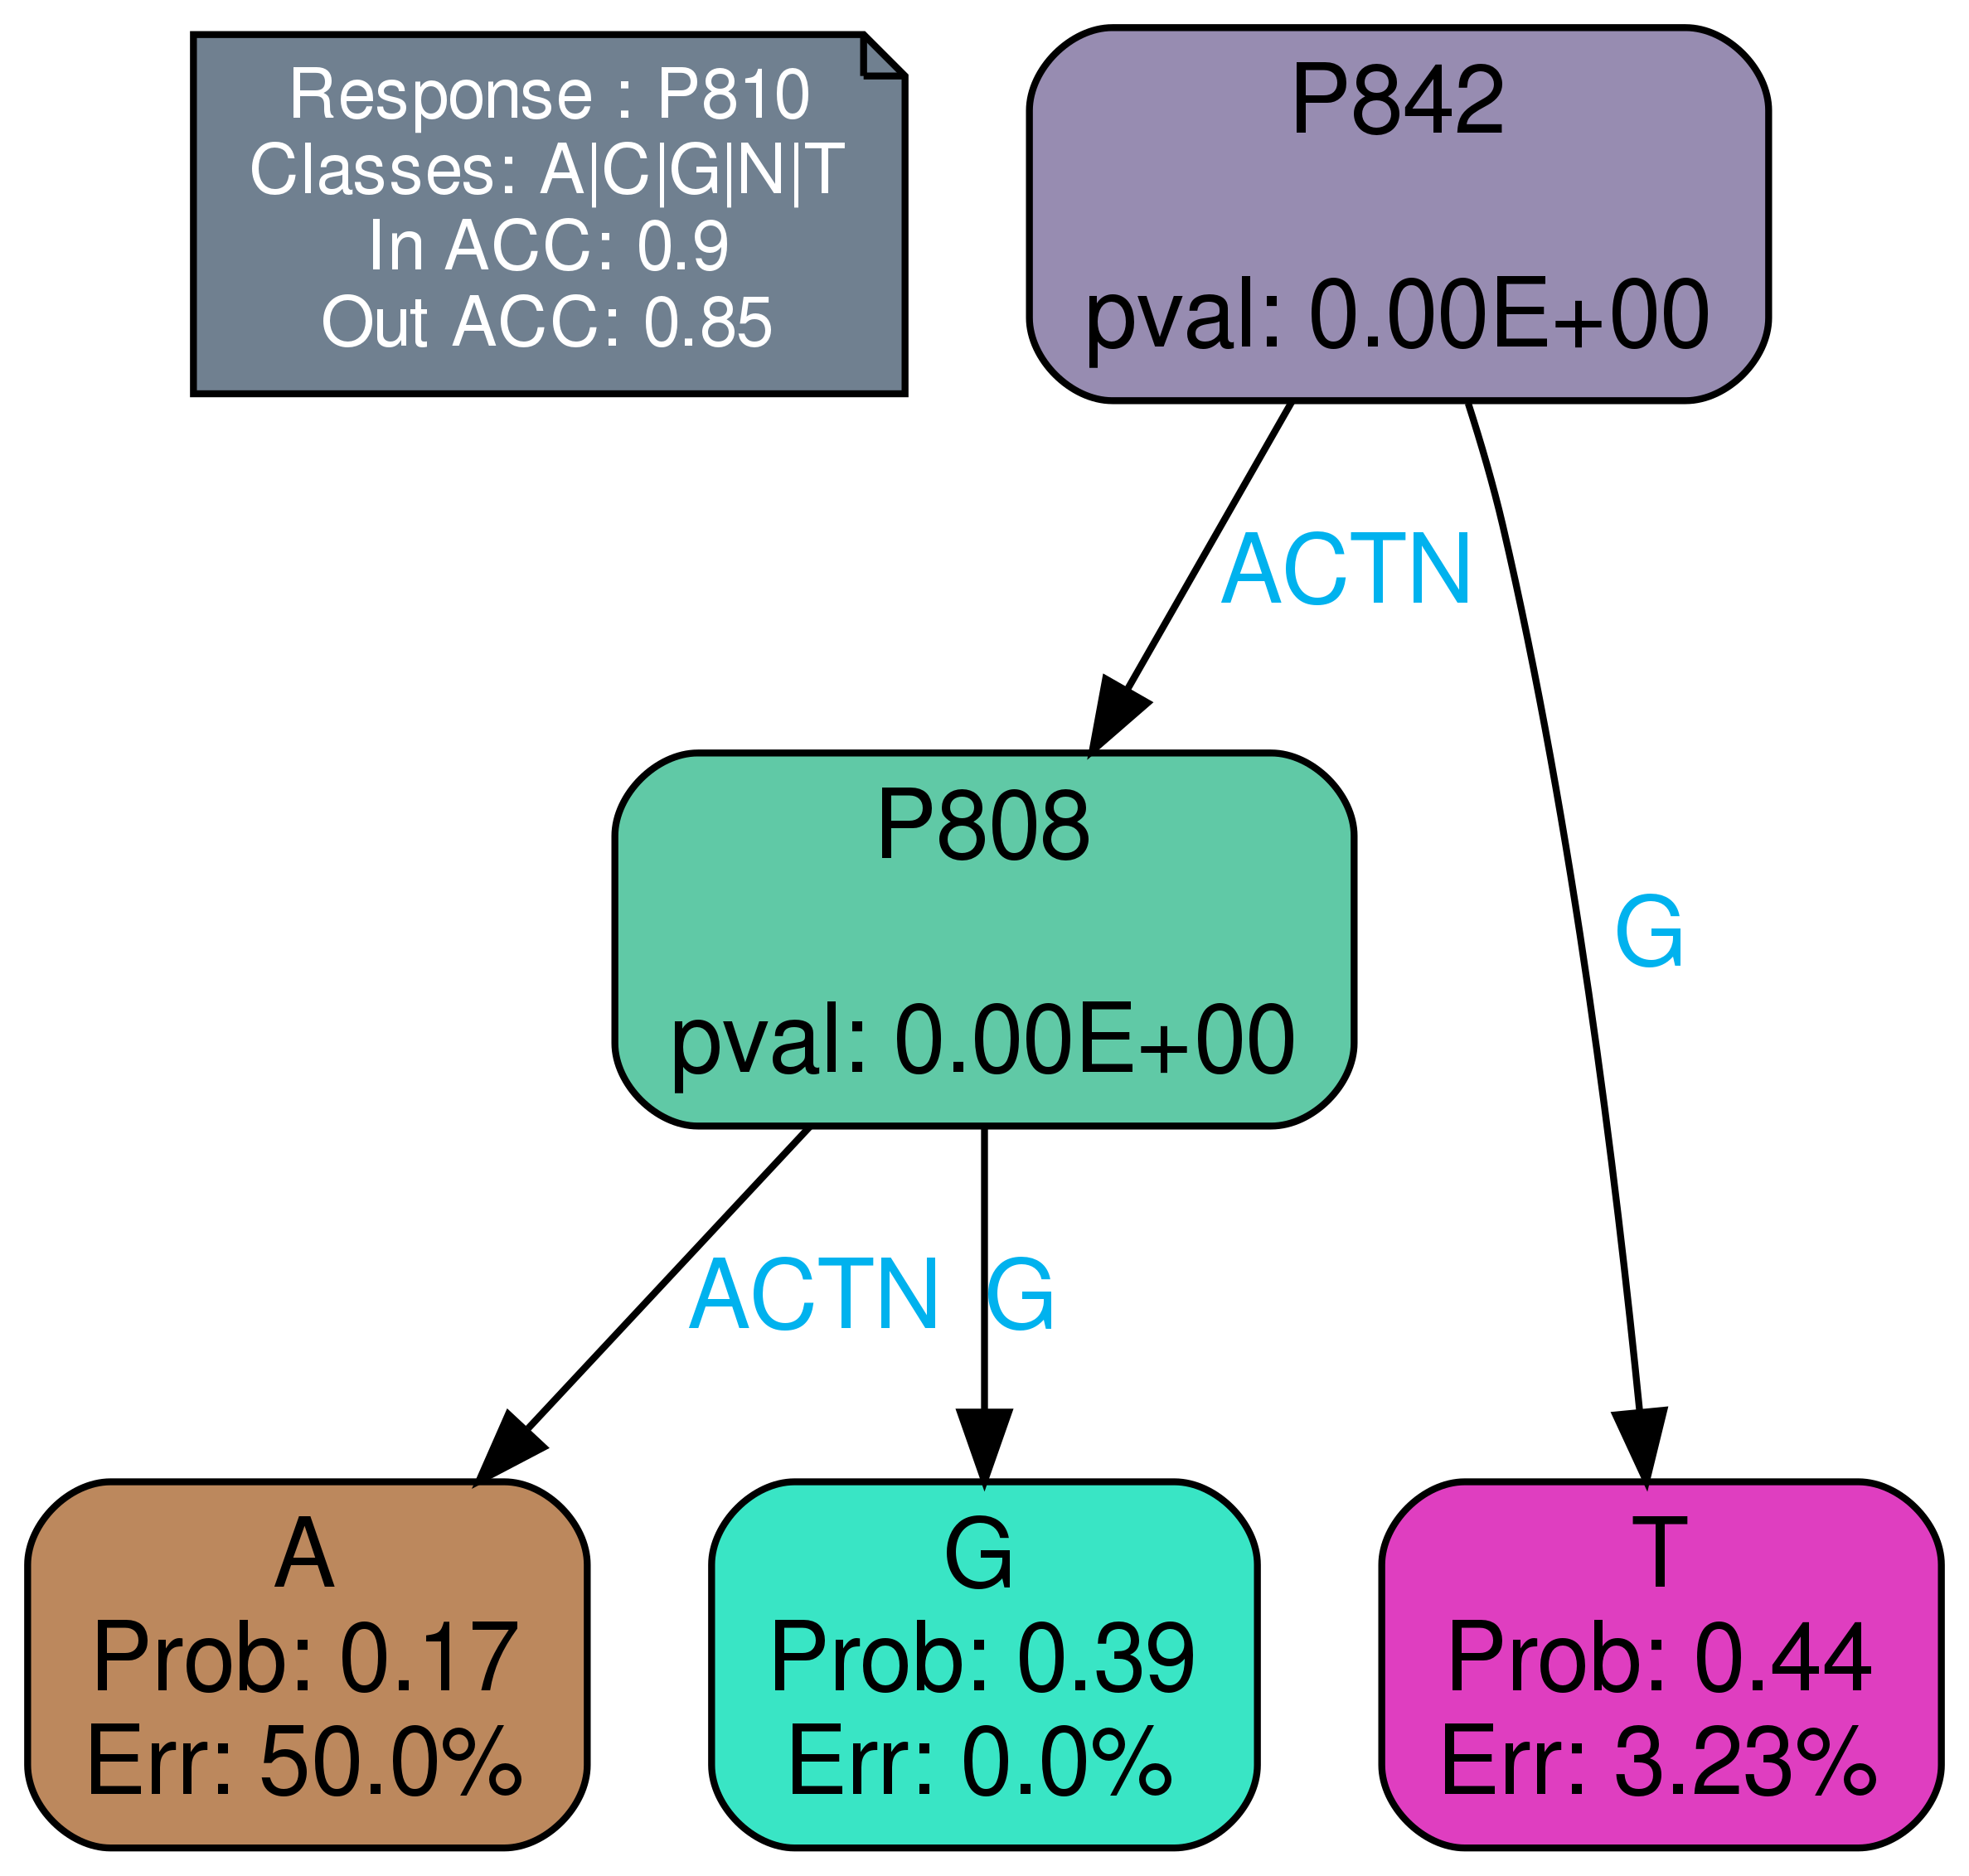 Response : P810
Classes: A|C|G|N|T
In ACC: 0.9
Out ACC: 0.85
P842
pval: 0.00E+00
ACTN
G
P808
pval: 0.00E+00
ACTN
G
A
Prob: 0.17
Err: 50.0%
G
Prob: 0.39
Err: 0.0%
T
Prob: 0.44
Err: 3.23%